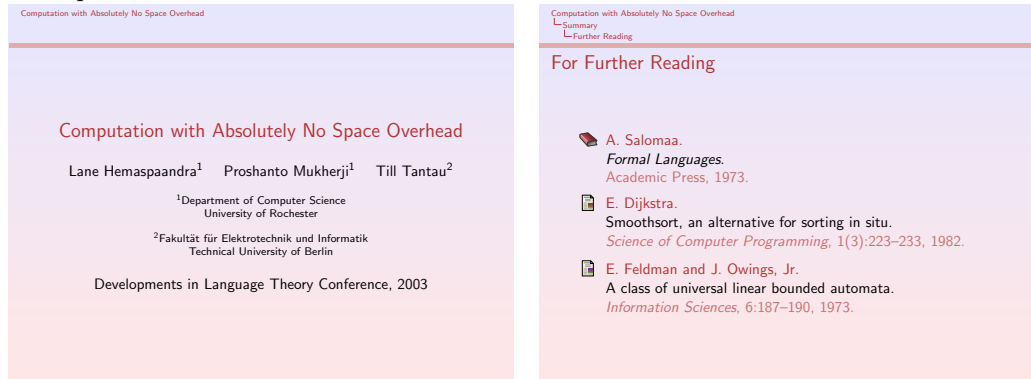 Computation with Absolutely No Space Overhead
Computation with Absolutely No Space Overhead
Lane Hemaspaandra¹ Proshanto Mukherji¹ Till Tantau²
¹Department of Computer Science
University of Rochester
²Fakultät für Elektrotechnik und Informatik
Technical University of Berlin
Developments in Language Theory Conference, 2003
Computation with Absolutely No Space Overhead
Summary
Further Reading
For Further Reading
A. Salomaa.
Formal Languages.
Academic Press, 1973.
E. Dijkstra.
Smoothsort, an alternative for sorting in situ.
Science of Computer Programming, 1(3):223–233, 1982.
E. Feldman and J. Owings, Jr.
A class of universal linear bounded automata.
Information Sciences, 6:187–190, 1973.